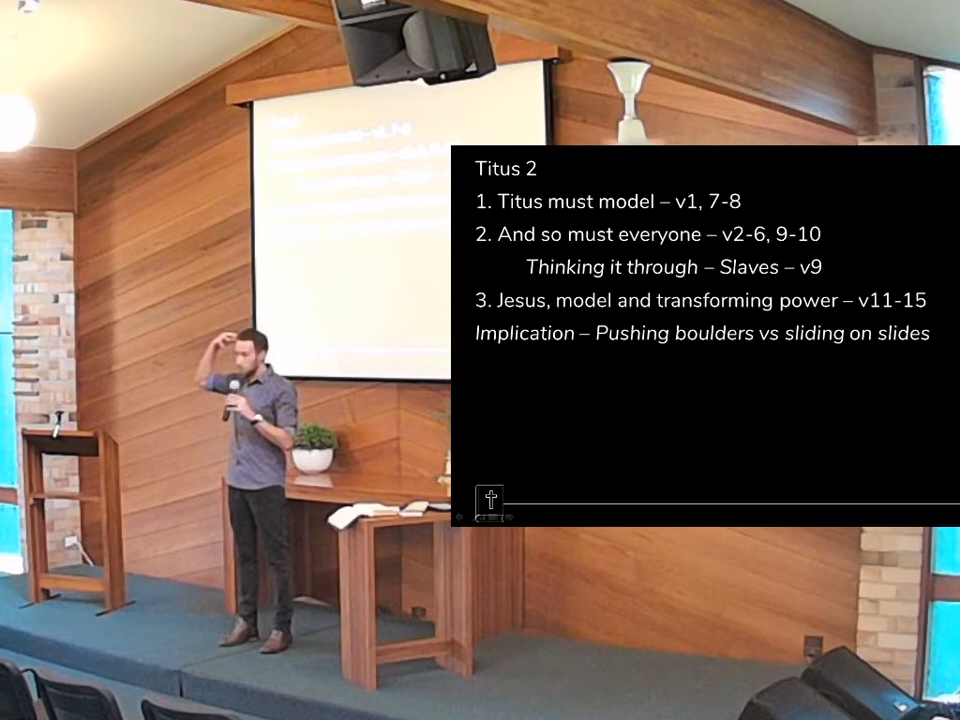 Titus 2
1. Titus must model – v1, 7-8
2. And so must everyone – v2-6, 9-10
Thinking it through – Slaves – v9
3. Jesus, model and transforming power – v11-15
Implication – Pushing boulders vs sliding on slides